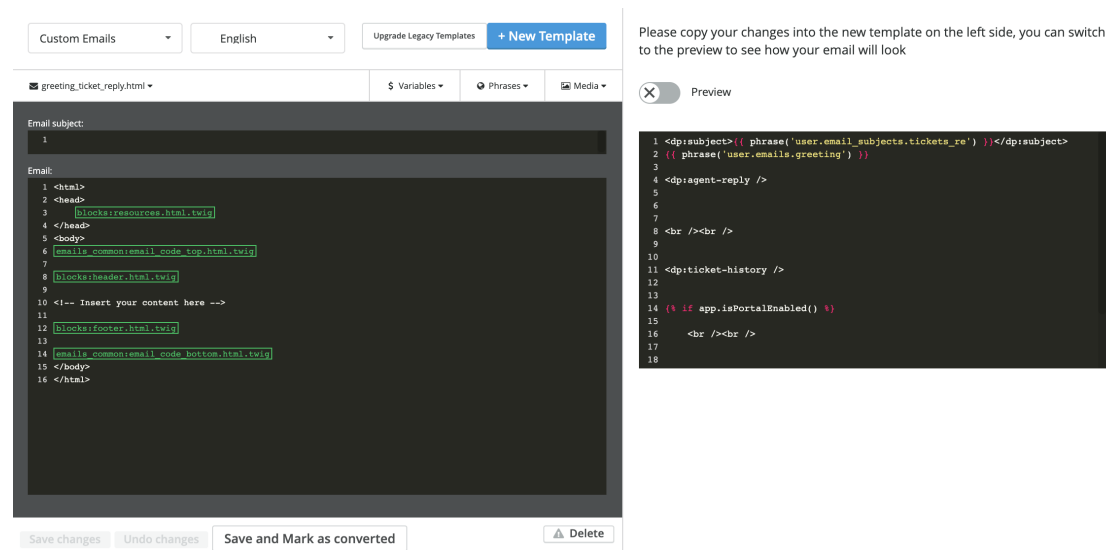 Custom Emails
English
Upgrade Legacy Templates
+ New Template
greeting_ticket_reply.html
$ Variables
Phrases
Media
Email subject:
1
Email:
1 <html>
2 <head>
3 blocks:resources.html.twig
4 </head>
5 <body>
6 emails_common:email_code_top.html.twig
7
8 blocks:header.html.twig
9
10 <!-- Insert your content here -->
11
12 blocks:footer.html.twig
13
14 emails_common:email_code_bottom.html.twig
15 </body>
16 </html>
Save changes
Undo changes
Save and Mark as converted
Delete
Please copy your changes into the new template on the left side, you can switch
to the preview to see how your email will look
Preview
1 <dp:subject>{{ phrase('user.email_subjects.tickets_re') }}</dp:subject>
2 {{ phrase('user.emails.greeting') }}
3
4 <dp:agent-reply />
5
6
7
8 <br /><br />
9
10
11 <dp:ticket-history />
12
13
14 {% if app.isPortalEnabled() %}
15
16 <br /><br />
17
18